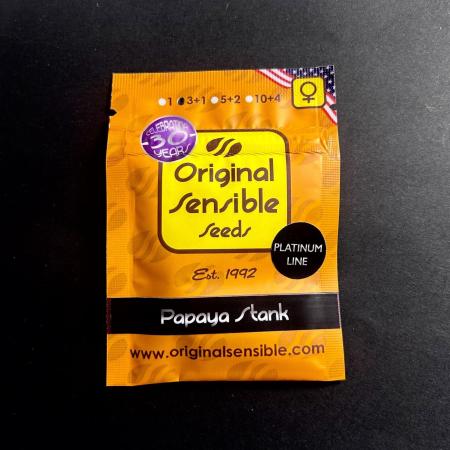 1 3+1 5+2 10+4
CELEBRATING
30
YEARS
Original
Sensible
Seeds
PLATINUM
LINE
Est. 1992
Papaya Stank
www.originalsensible.com